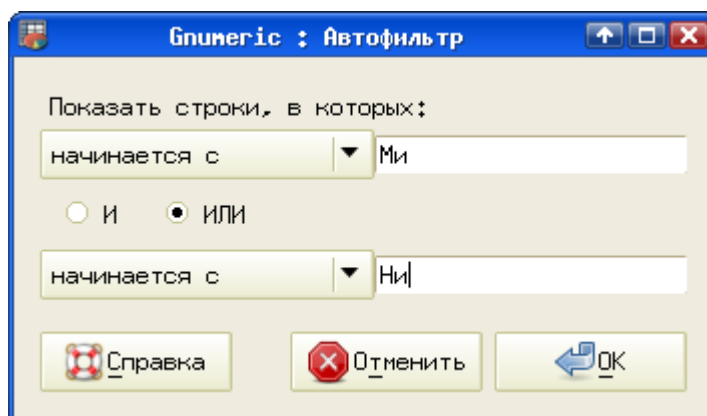 Gnumeric : Автофильтр
Показать строки, в которых:
начинается с Ми
И ИЛИ
начинается с Ни
Справка Отменить OK